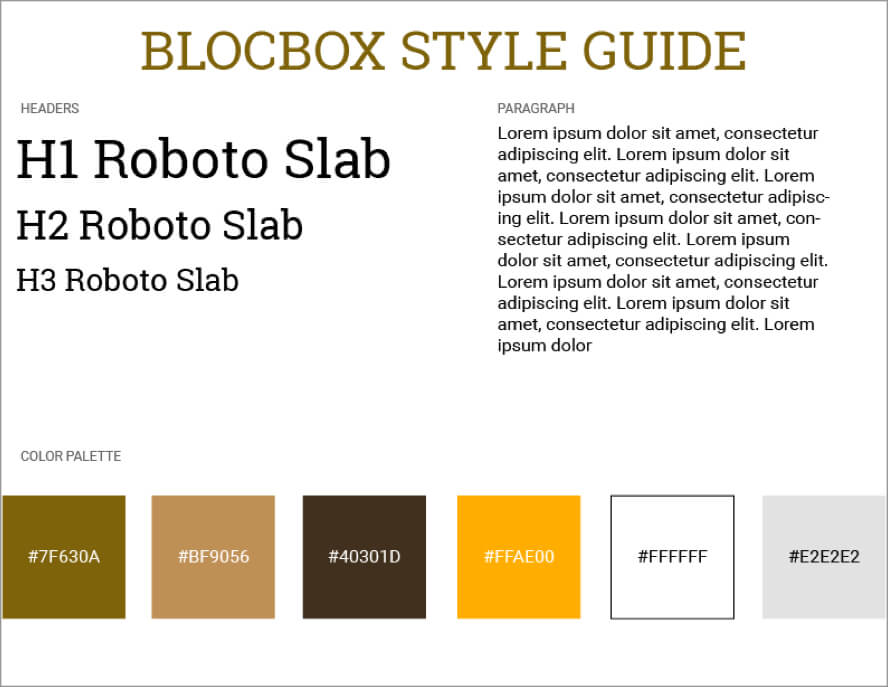 BLOCBOX STYLE GUIDE
HEADERS
H1 Roboto Slab
H2 Roboto Slab
H3 Roboto Slab
PARAGRAPH
Lorem ipsum dolor sit amet, consectetur
adipiscing elit. Lorem ipsum dolor sit
amet, consectetur adipiscing elit. Lorem
ipsum dolor sit amet, consectetur adipisc-
ing elit. Lorem ipsum dolor sit amet, con-
sectetur adipiscing elit. Lorem ipsum
dolor sit amet, consectetur adipiscing elit.
Lorem ipsum dolor sit amet, consectetur
adipiscing elit. Lorem ipsum dolor sit
amet, consectetur adipiscing elit. Lorem
ipsum dolor
COLOR PALETTE
#7F630A
#BF9056
#40301D
#FFAE00
#FFFFFF
#E2E2E2